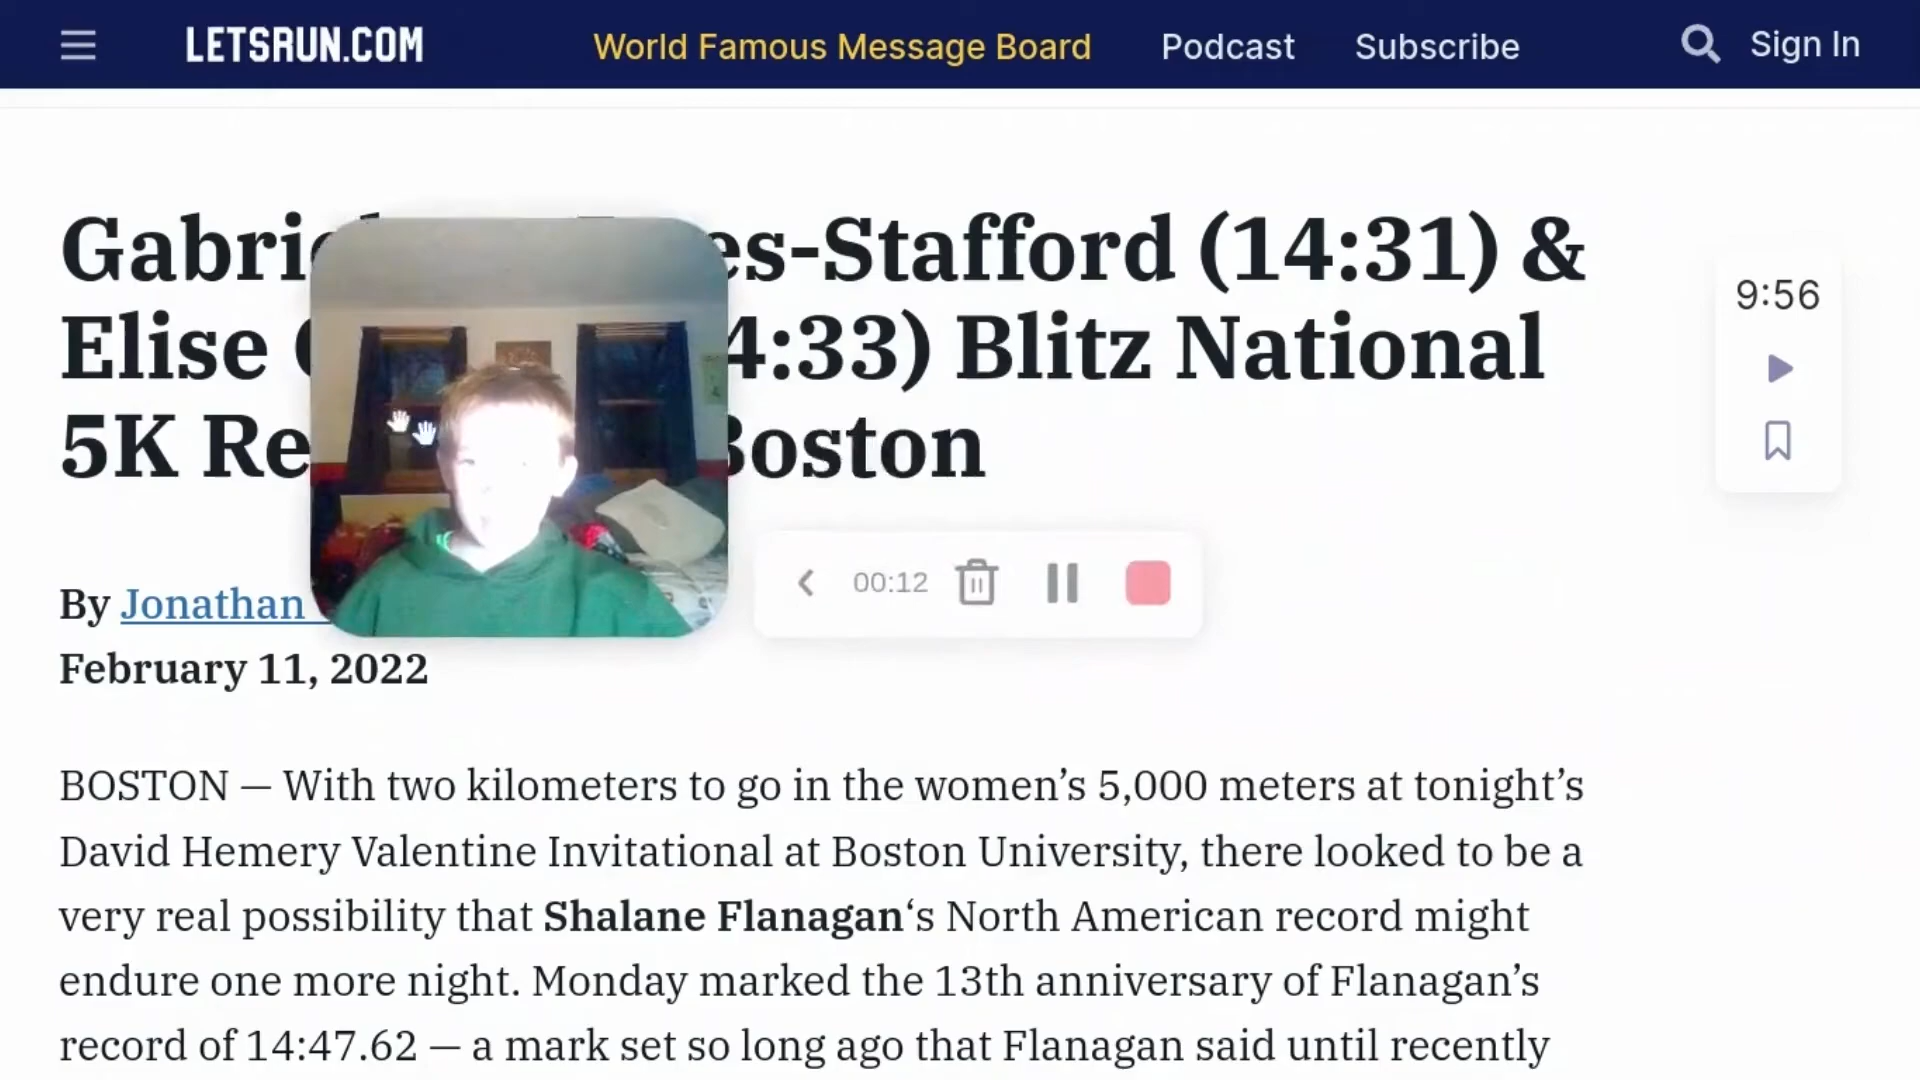 LETSRUN.COM World Famous Message Board Podcast Subscribe Sign In
es-Stafford (14:31) &
Elise 4:33) Blitz National
5K Boston
9:56
00:12
By Jonathan
February 11, 2022
BOSTON — With two kilometers to go in the women’s 5,000 meters at tonight’s
David Hemery Valentine Invitational at Boston University, there looked to be a
very real possibility that Shalane Flanagan‘s North American record might
endure one more night. Monday marked the 13th anniversary of Flanagan’s
record of 14:47.62 — a mark set so long ago that Flanagan said until recently